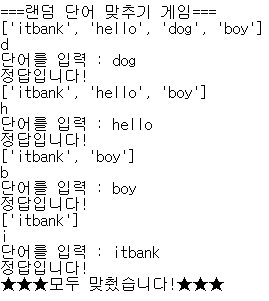 ===랜덤 단어 맞추기 게임===
['itbank', 'hello', 'dog', 'boy']
d
단어를 입력 : dog
정답입니다!
['itbank', 'hello', 'boy']
h
단어를 입력 : hello
정답입니다!
['itbank', 'boy']
b
단어를 입력 : boy
정답입니다!
['itbank']
i
단어를 입력 : itbank
정답입니다!
★★★모두 맞췄습니다!★★★